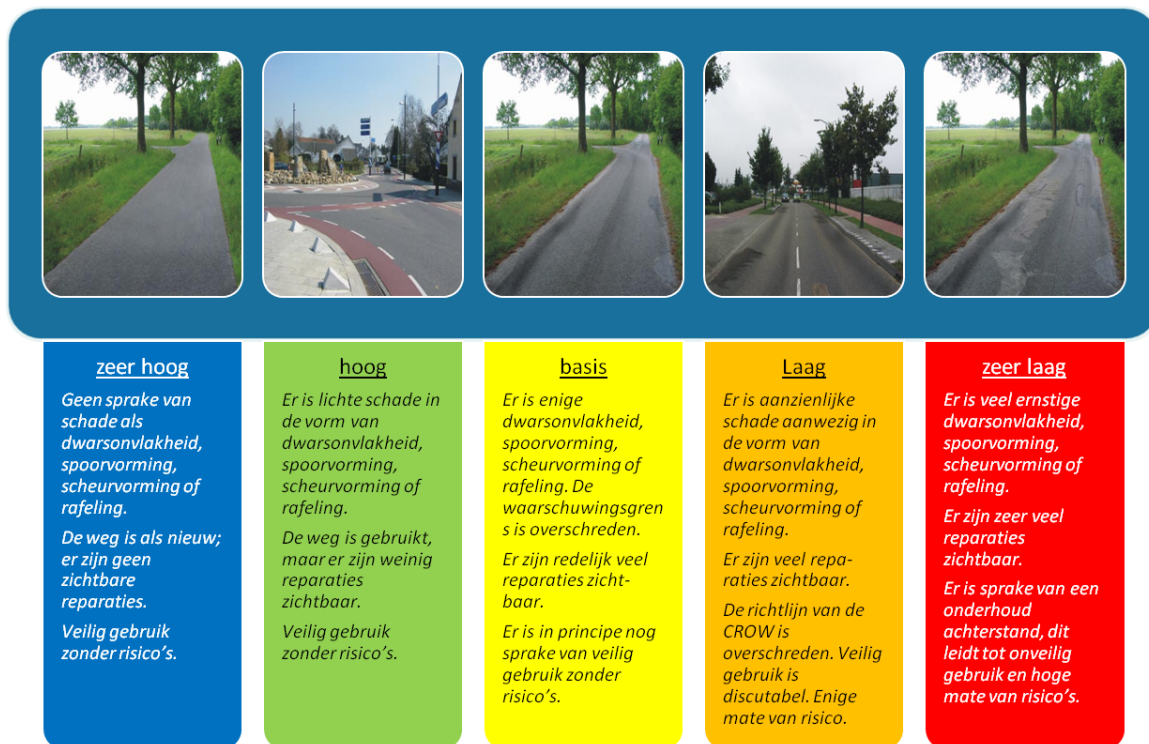 zeer hoog
Geen sprake van
schade als
dwarsonvlakheid,
spoorvorming,
scheurvorming of
rafeling.
De weg is als nieuw;
er zijn geen
zichtbare
reparaties.
Veilig gebruik
zonder risico's.
hoog
Er is lichte schade in
de vorm van
dwarsonvlakheid,
spoorvorming,
scheurvorming of
rafeling.
De weg is gebruikt,
maar er zijn weinig
reparaties
zichtbaar.
Veilig gebruik
zonder risico's.
basis
Er is enige
dwarsonvlakheid,
spoorvorming,
scheurvorming of
rafeling. De
waarschuwingsgren
s is overschreden.
Er zijn redelijk veel
reparaties zicht-
baar.
Er is in principe nog
sprake van veilig
gebruik zonder
risico's.
Laag
Er is aanzienlijke
schade aanwezig in
de vorm van
dwarsonvlakheid,
spoorvorming,
scheurvorming of
rafeling.
Er zijn veel repa-
raties zichtbaar.
De richtlijn van de
CROW is
overschreden. Veilig
gebruik is
discutabel. Enige
mate van risico.
zeer laag
Er is veel ernstige
dwarsonvlakheid,
spoorvorming,
scheurvorming of
rafeling.
Er zijn zeer veel
reparaties
zichtbaar.
Er is sprake van een
onderhoud
achterstand, dit
leidt tot onveilig
gebruik en hoge
mate van risico's.